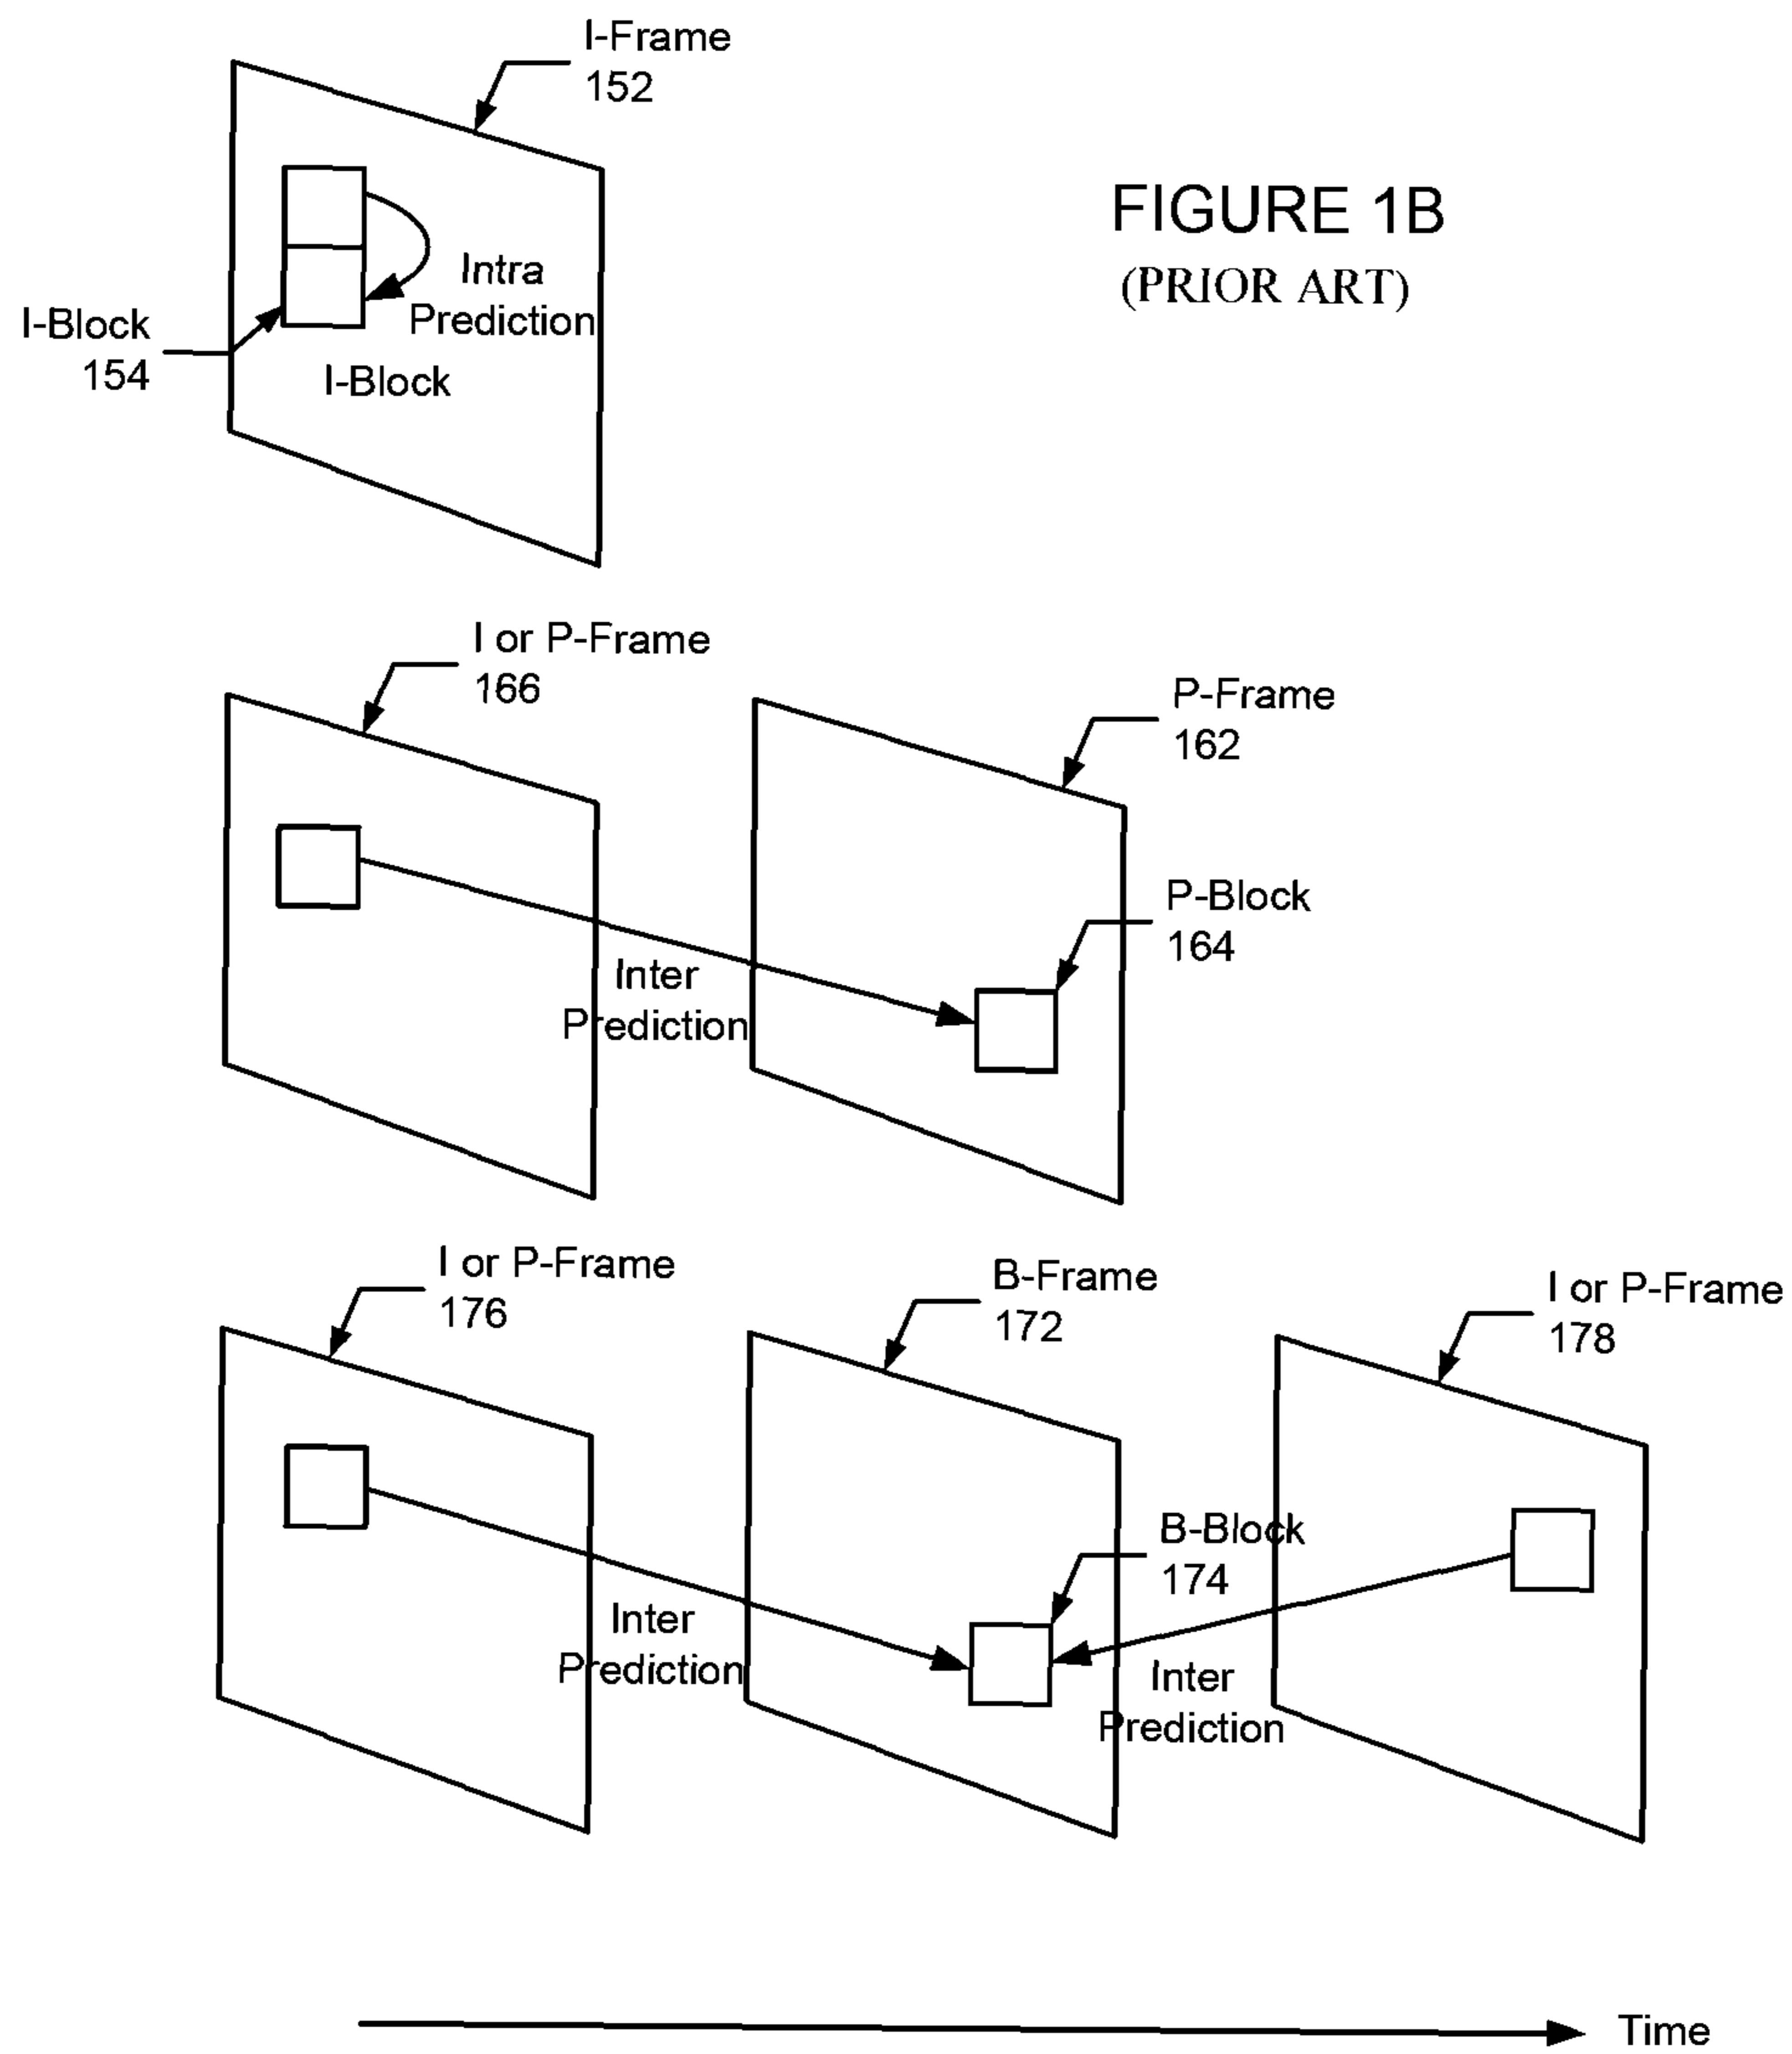 I-Frame
152
FIGURE 1B
(PRIOR ART)
Intra
Prediction
I-Block
154
I-Block
I or P-Frame
166
P-Frame
162
P-Block
164
Inter
Prediction
I or P-Frame
176
B-Frame
172
I or P-Frame
178
B-Block
174
Inter
Prediction
Inter
Prediction
Time